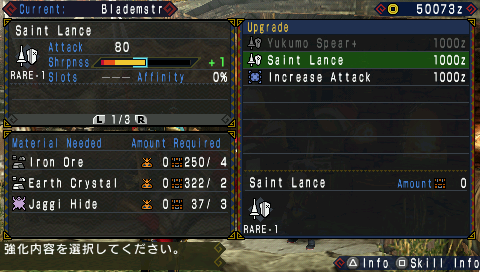 Current: Blademstr
50073z
Saint Lance
Attack 80
Shrpnss +1
RARE-1 Slots --- Affinity 0%
L 1/3 R
Material Needed Amount Required
Iron Ore 0 250/ 4
Earth Crystal 0 322/ 2
Jaggi Hide 0 37/ 3
Upgrade
Yukumo Spear+ 1000z
Saint Lance 1000z
Increase Attack 1000z
Saint Lance Amount 0
RARE-1
強化内容を選択してください。
Info Skill Info